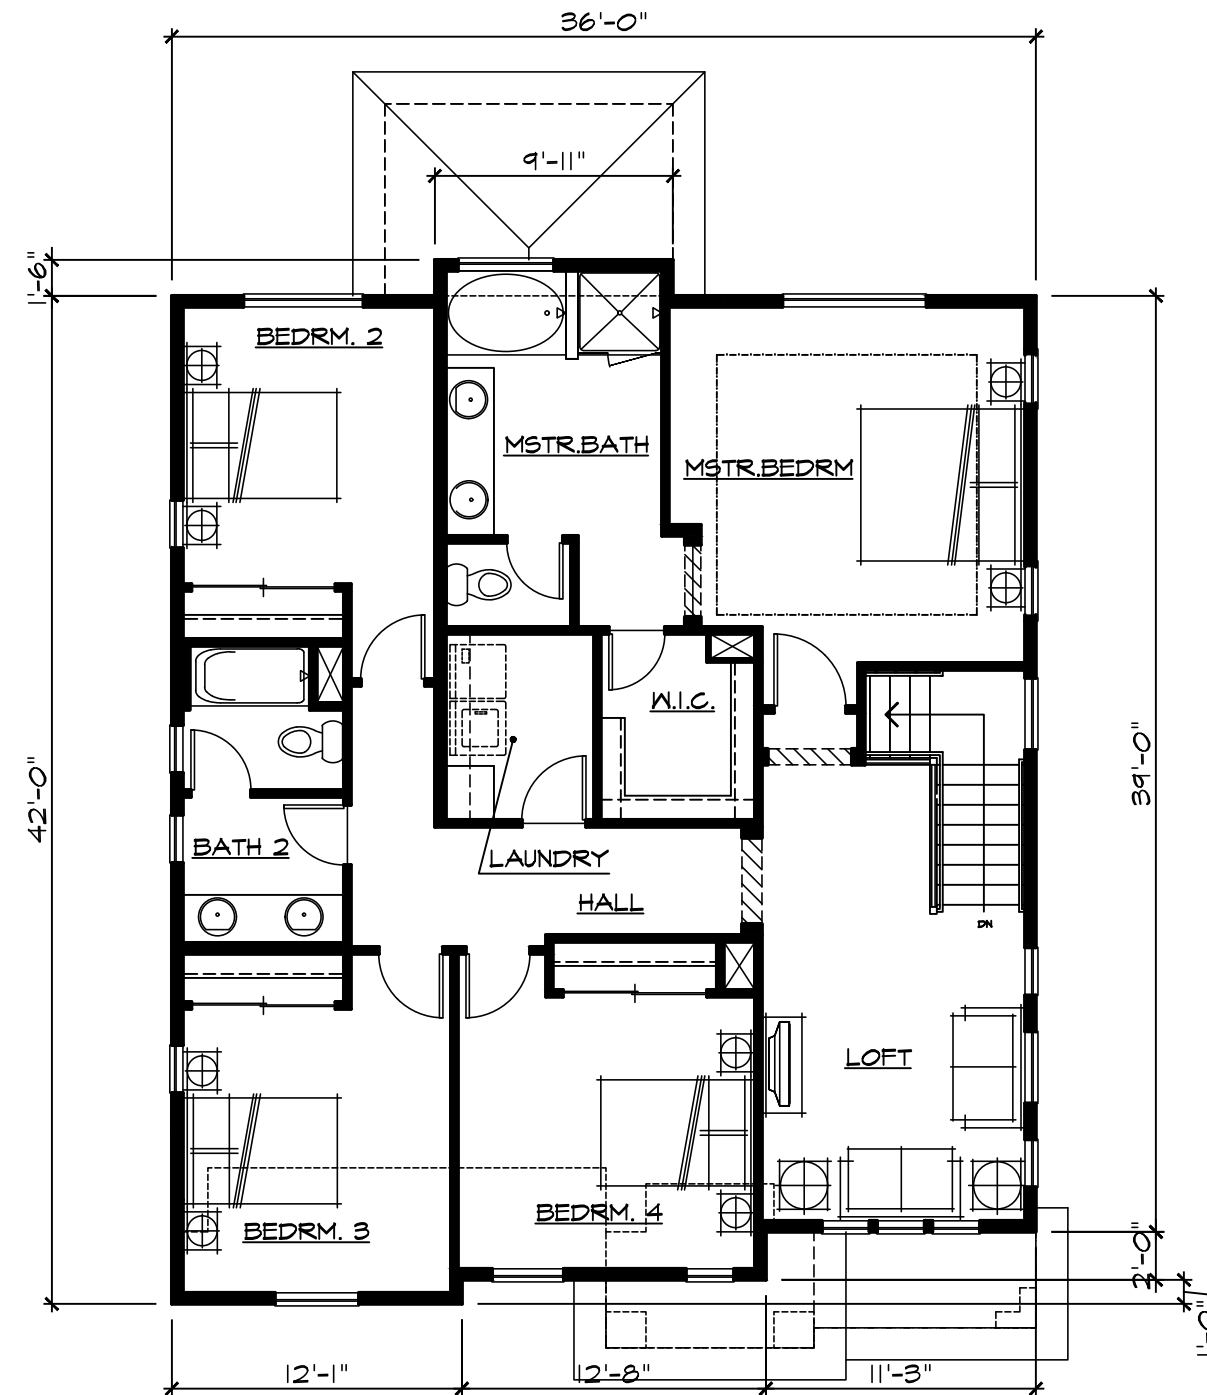 36'-0"
9'-11"
1'-6"
BEDRM. 2
MSTR.BATH
MSTR.BEDRM
W.I.C.
42'-0"
39'-0"
BATH 2
LAUNDRY
HALL
DN
LOFT
BEDRM. 4
BEDRM. 3
2'-0"
12'-1"
12'-8"
11'-3"